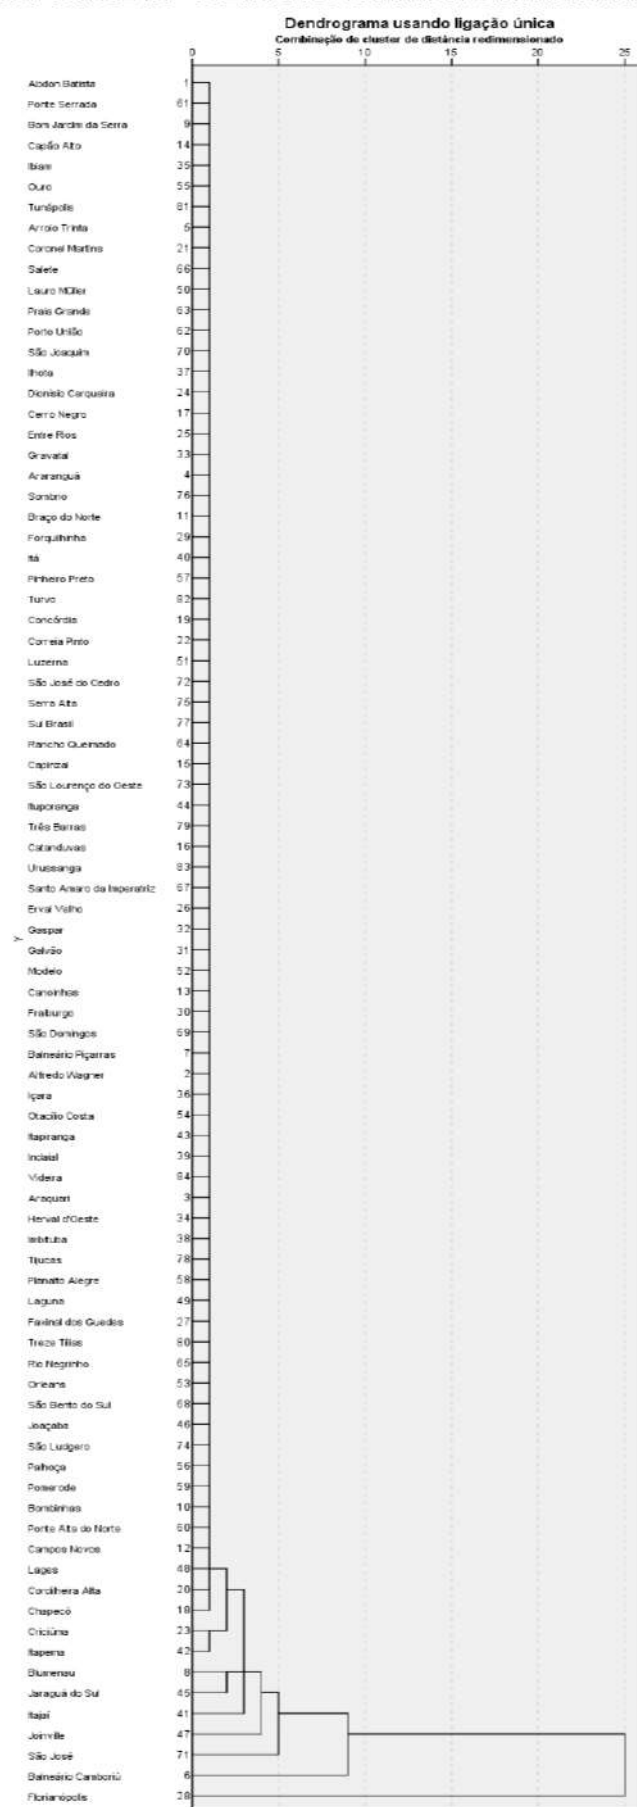 Dendrograma usando ligação única
Combinação de cluster de distância redimensionado
0 5 10 15 20 25
Abdon Batista 1
Ponte Serrada 61
Bom Jardim da Serra 9
Capão Alto 14
Ibiam 35
Ouro 55
Tunápolis 81
Arroio Trinta 5
Coronel Martins 21
Salete 66
Lauro Müller 50
Praia Grande 63
Porto União 62
São Joaquim 70
Ilhota 37
Dionísio Cerqueira 24
Cerro Negro 17
Entre Rios 25
Gravatal 33
Araranguá 4
Sombrio 76
Braço do Norte 11
Forquilhinha 29
Itá 40
Pinheiro Preto 57
Turvo 82
Concórdia 19
Correia Pinto 22
Luzerna 51
São José do Cedro 72
Serra Alta 75
Sul Brasil 77
Rancho Queimado 64
Capinzal 15
São Lourenço do Oeste 73
Ituporanga 44
Três Barras 79
Catanduvas 16
Urussanga 83
Santo Amaro da Imperatriz 67
Erval Velho 26
Gaspar 32
Y
Galvão 31
Modelo 52
Canoinhas 13
Fraiburgo 30
São Domingos 69
Balneário Piçarras 7
Alfredo Wagner 2
Içara 36
Otacílio Costa 54
Itapiranga 43
Indaial 39
Videira 84
Araquari 3
Herval d'Oeste 34
Imbituba 38
Tijucas 78
Planalto Alegre 58
Laguna 49
Faxinal dos Guedes 27
Treze Tílias 80
Rio Negrinho 65
Orleans 53
São Bento do Sul 68
Joaçaba 46
São Ludgero 74
Palhoça 56
Pomerode 59
Bombinhas 10
Ponte Alta do Norte 60
Campos Novos 12
Lages 48
Cordilheira Alta 20
Chapecó 18
Criciúma 23
Itapema 42
Blumenau 8
Jaraguá do Sul 45
Itajaí 41
Joinville 47
São José 71
Balneário Camboriú 6
Florianópolis 28